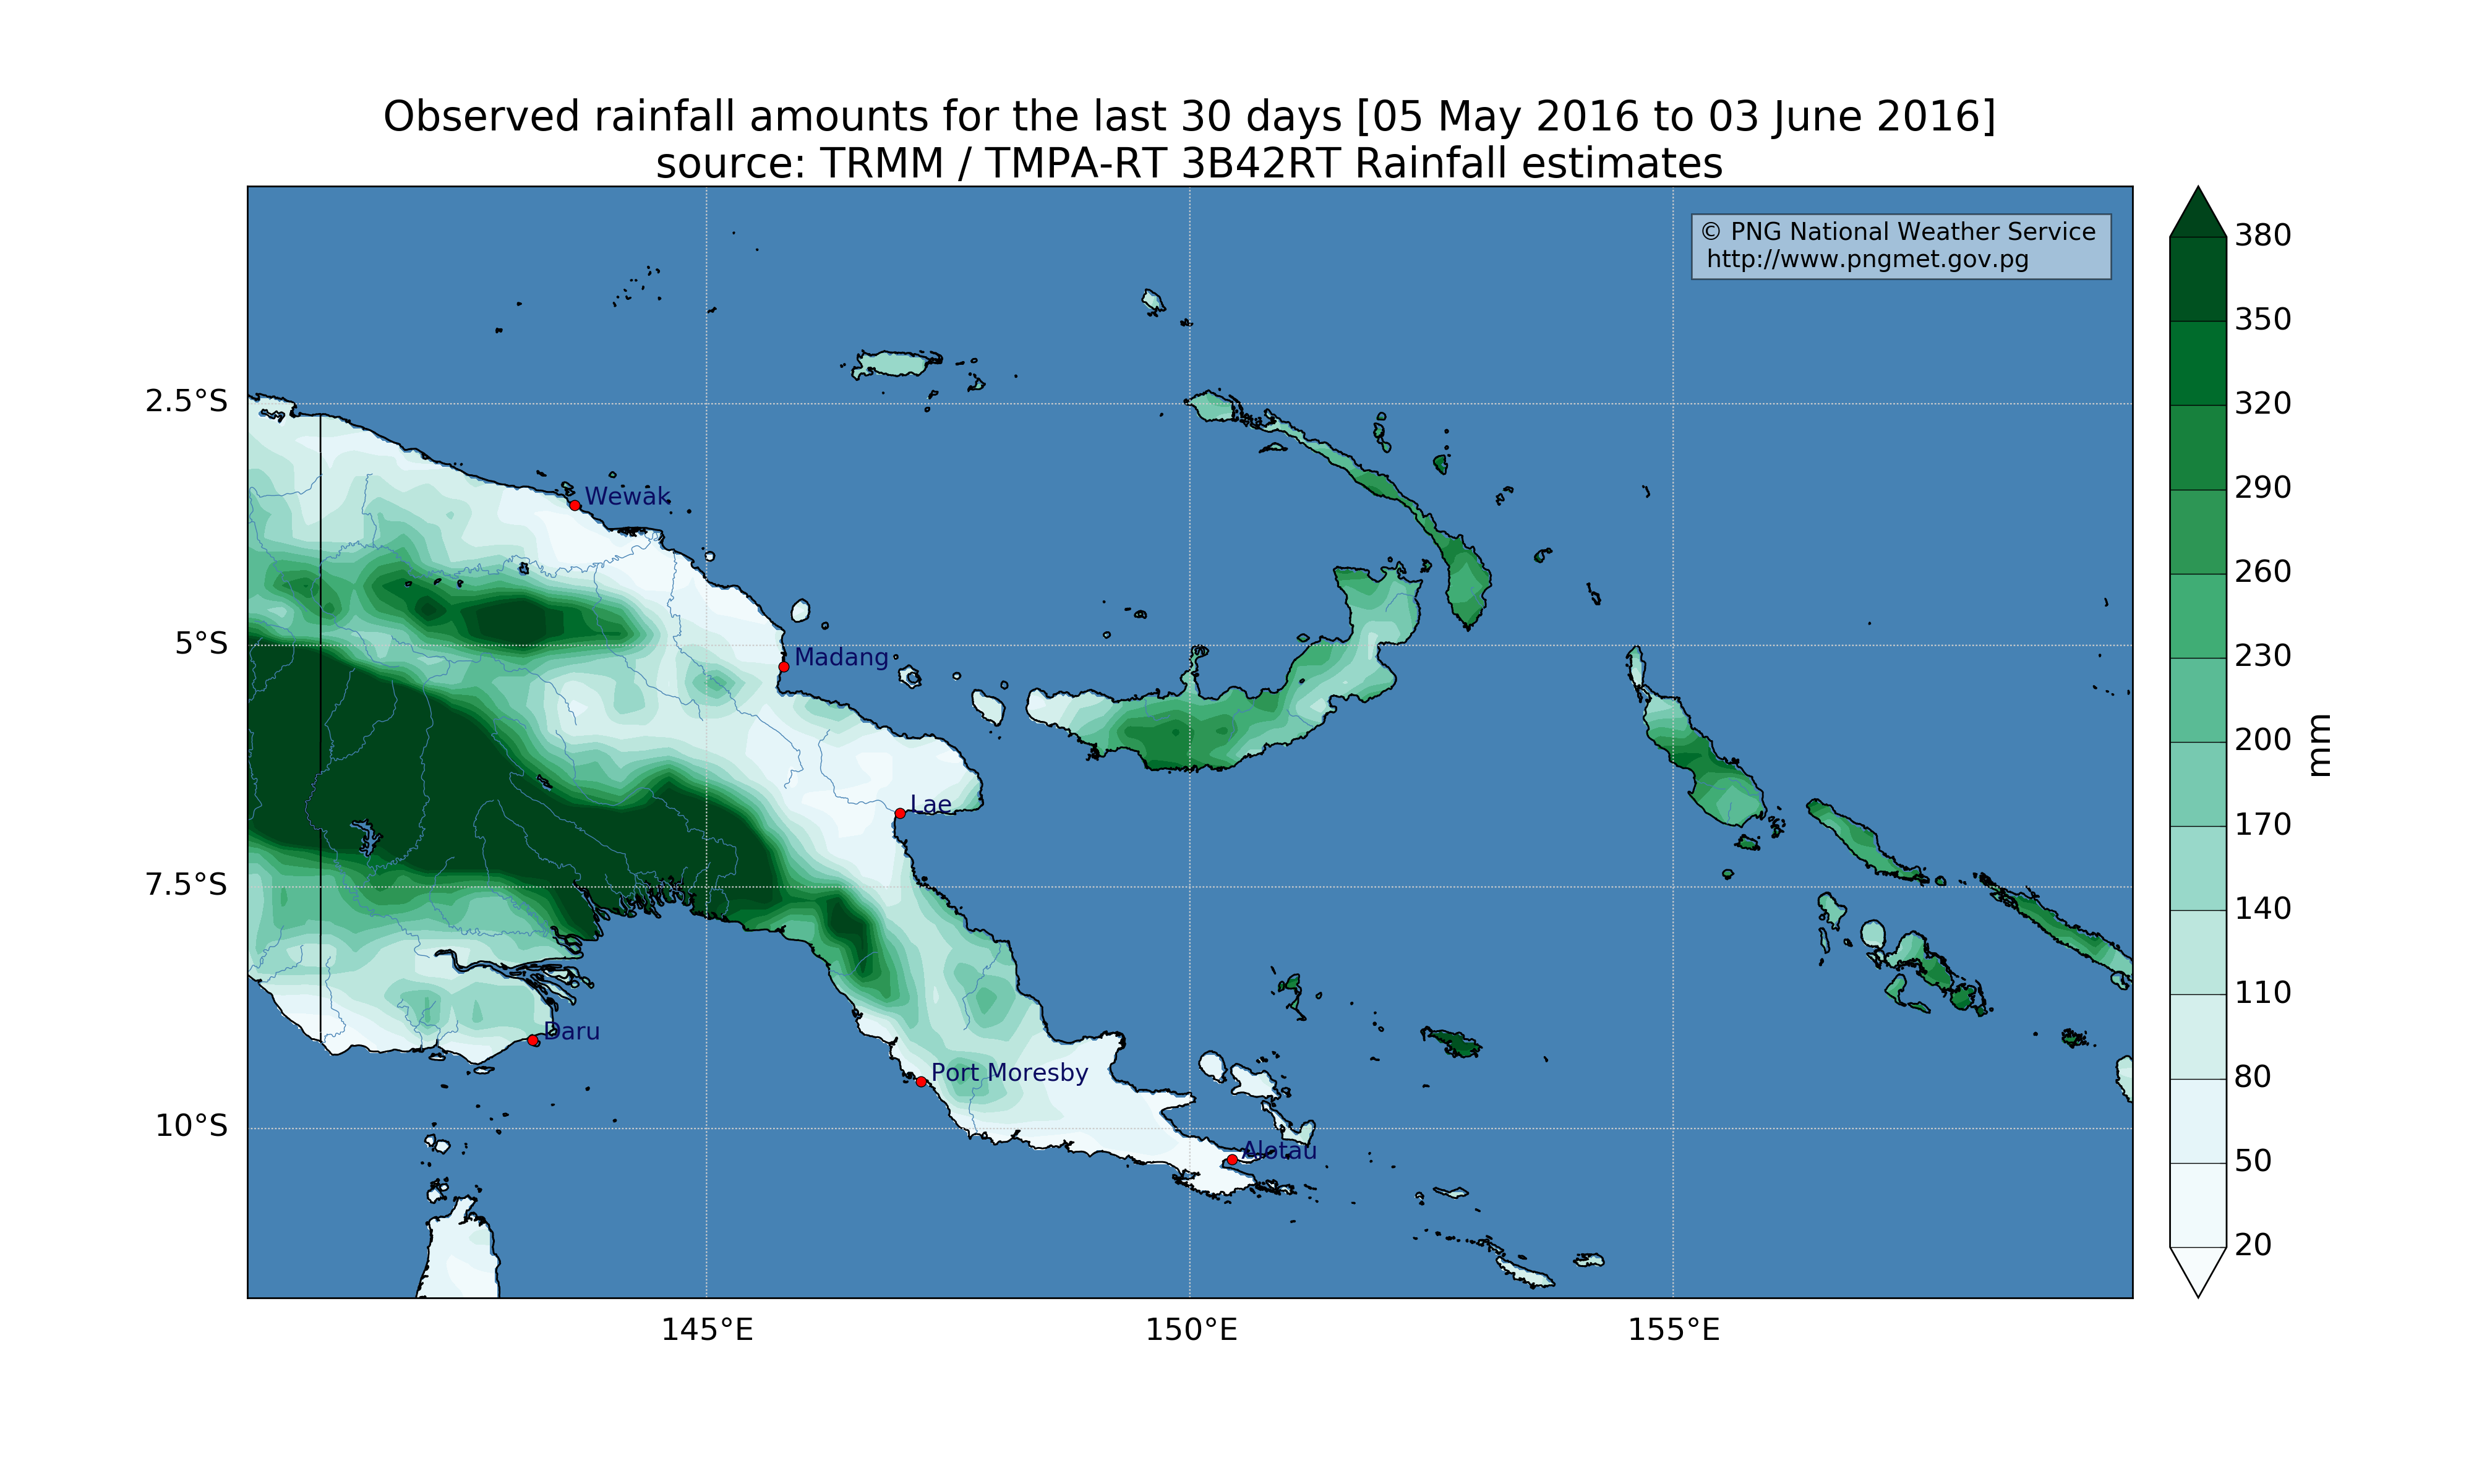 Observed rainfall amounts for the last 30 days [05 May 2016 to 03 June 2016]
source: TRMM / TMPA-RT 3B42RT Rainfall estimates
© PNG National Weather Service
http://www.pngmet.gov.pg
380
350
320
290
260
230
200
170
140
110
80
50
20
mm
2.5°S
5°S
7.5°S
10°S
Wewak
Madang
Lae
Daru
Port Moresby
Alotau
145°E
150°E
155°E